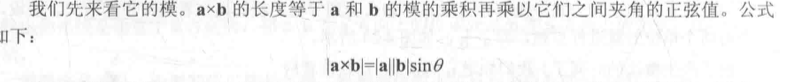 我们先来看它的模。a×b 的长度等于 a 和 b 的模的乘积再乘以它们之间夹角的正弦值。公式
如下：
|a×b|=|a||b|sinθ